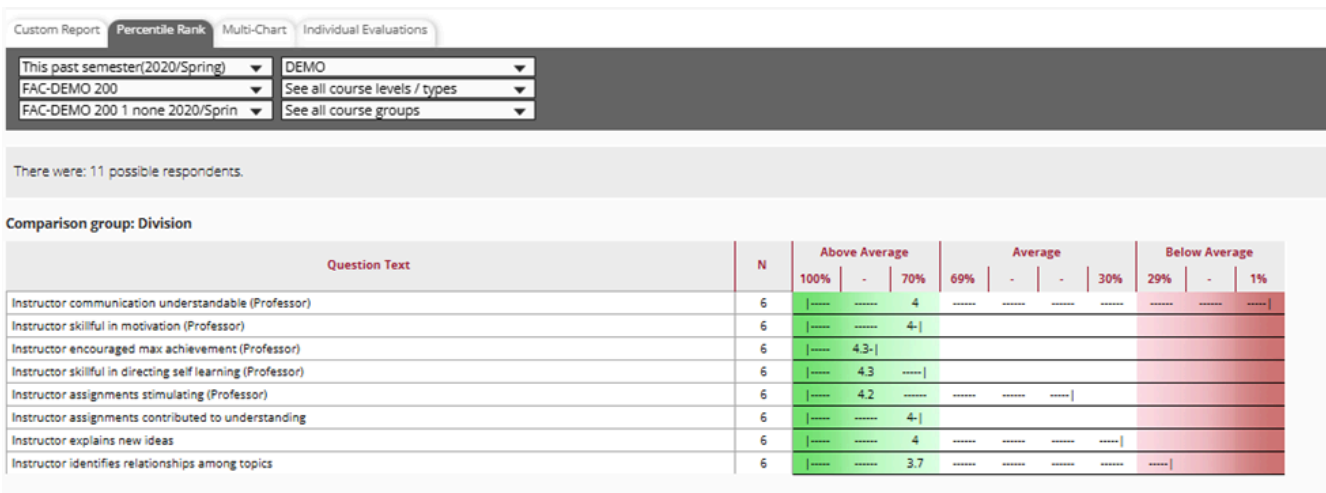 Custom Report Percentile Rank Multi-Chart Individual Evaluations
This past semester(2020/Spring) DEMO
FAC-DEMO 200 See all course levels / types
FAC-DEMO 200 1 none 2020/Sprin See all course groups
There were: 11 possible respondents.
Comparison group: Division
Question Text N Above Average Average Below Average
100% - 70% 69% - - 30% 29% - 1%
Instructor communication understandable (Professor) 6 |----- ------ 4 ------ ------ ------ ------ ------ ------ -----|
Instructor skillful in motivation (Professor) 6 |----- ------ 4-|
Instructor encouraged max achievement (Professor) 6 |----- 4.3-|
Instructor skillful in directing self learning (Professor) 6 |----- 4.3 -----|
Instructor assignments stimulating (Professor) 6 |----- 4.2 ------ ------ ------ -----|
Instructor assignments contributed to understanding 6 |----- ------ 4-|
Instructor explains new ideas 6 |----- ------ 4 ------ ------ ------ -----|
Instructor identifies relationships among topics 6 |----- ------ 3.7 ------ ------ ------ ------ -----|